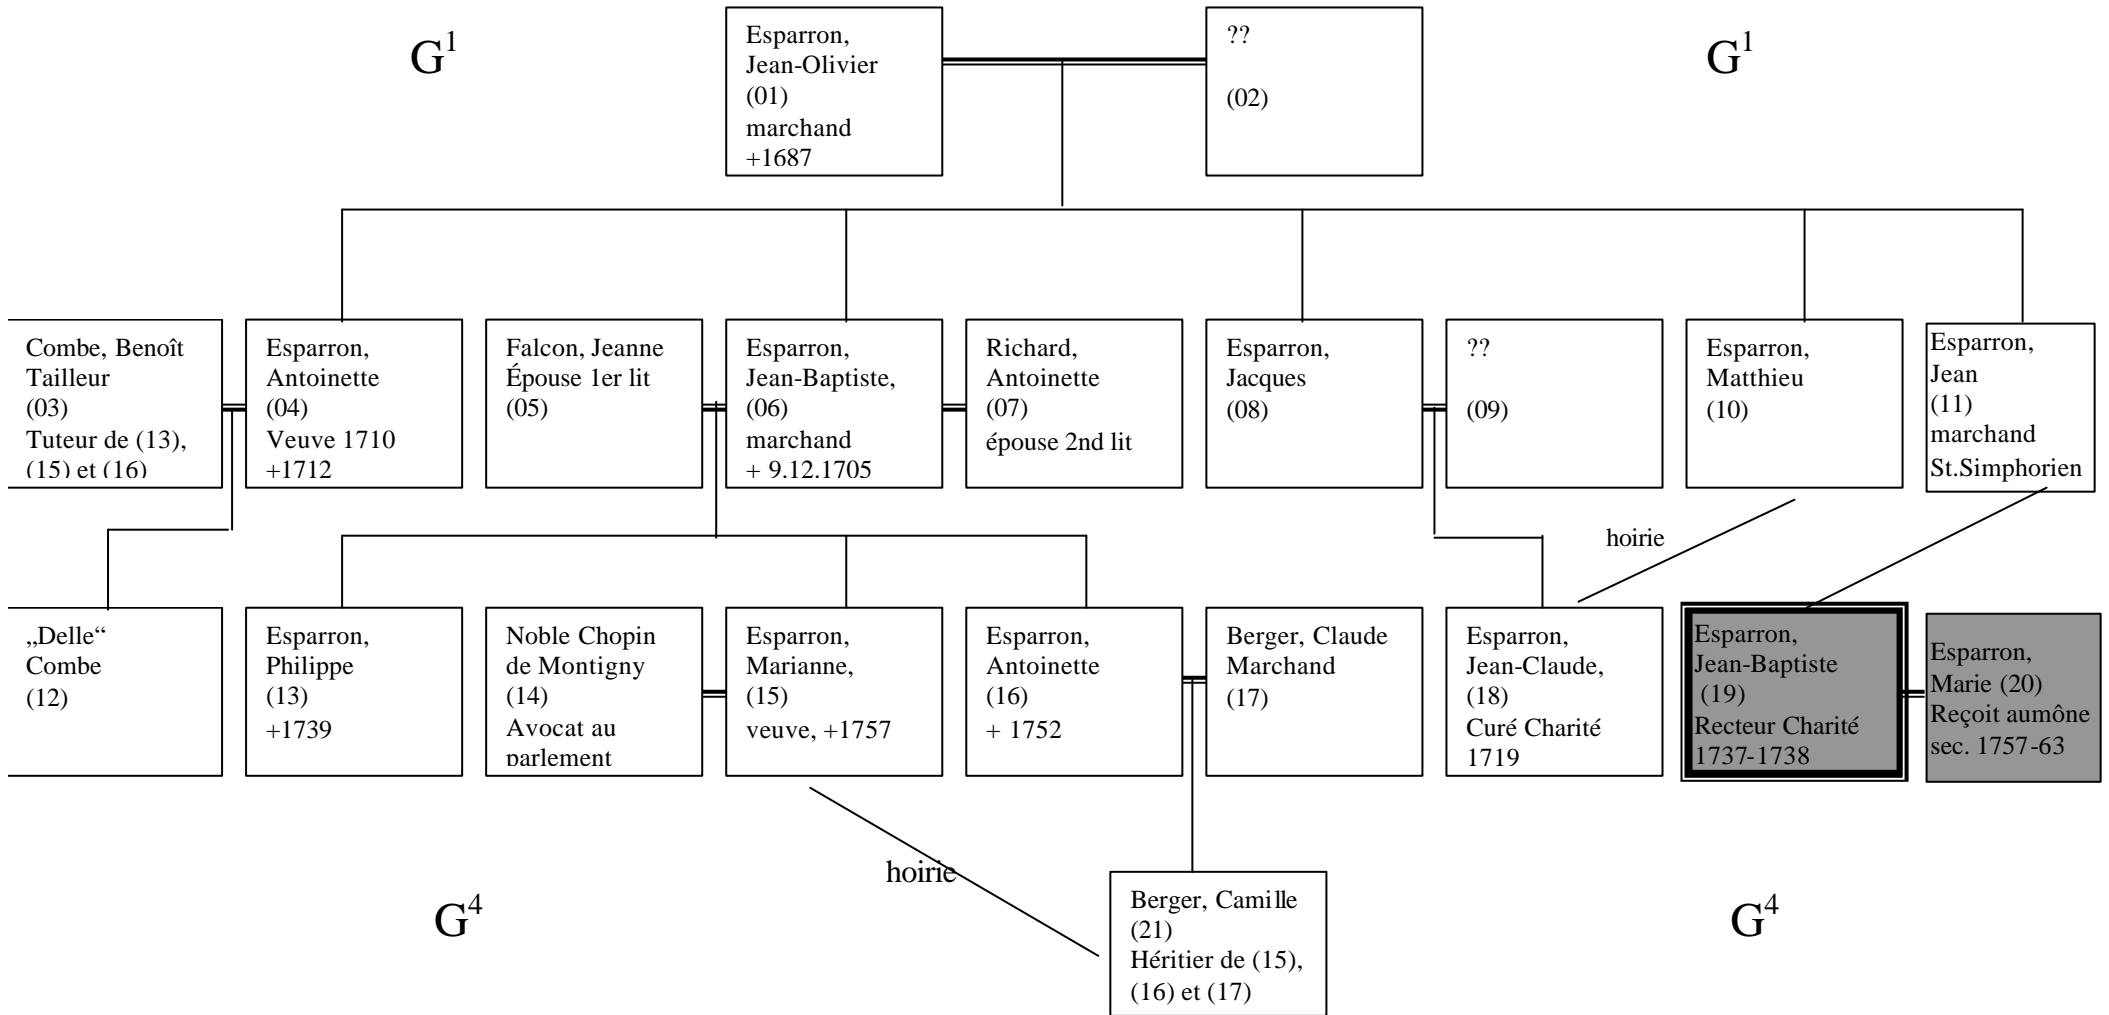 G¹
Esparron,
Jean-Olivier
(01)
marchand
+1687
??
(02)
G¹
Combe, Benoît
Tailleur
(03)
Tuteur de (13),
(15) et (16)
Esparron,
Antoinette
(04)
Veuve 1710
+1712
Falcon, Jeanne
Épouse 1er lit
(05)
Esparron,
Jean-Baptiste,
(06)
marchand
+ 9.12.1705
Richard,
Antoinette
(07)
épouse 2nd lit
Esparron,
Jacques
(08)
??
(09)
Esparron,
Matthieu
(10)
Esparron,
Jean
(11)
marchand
St.Simphorien
hoirie
„Delle“
Combe
(12)
Esparron,
Philippe
(13)
+1739
Noble Chopin
de Montigny
(14)
Avocat au
parlement
Esparron,
Marianne,
(15)
veuve, +1757
Esparron,
Antoinette
(16)
+ 1752
Berger, Claude
Marchand
(17)
Esparron,
Jean-Claude,
(18)
Curé Charité
1719
Esparron,
Jean-Baptiste
(19)
Recteur Charité
1737-1738
Esparron,
Marie (20)
Reçoit aumône
sec. 1757-63
hoirie
G⁴
Berger, Camille
(21)
Héritier de (15),
(16) et (17)
G⁴